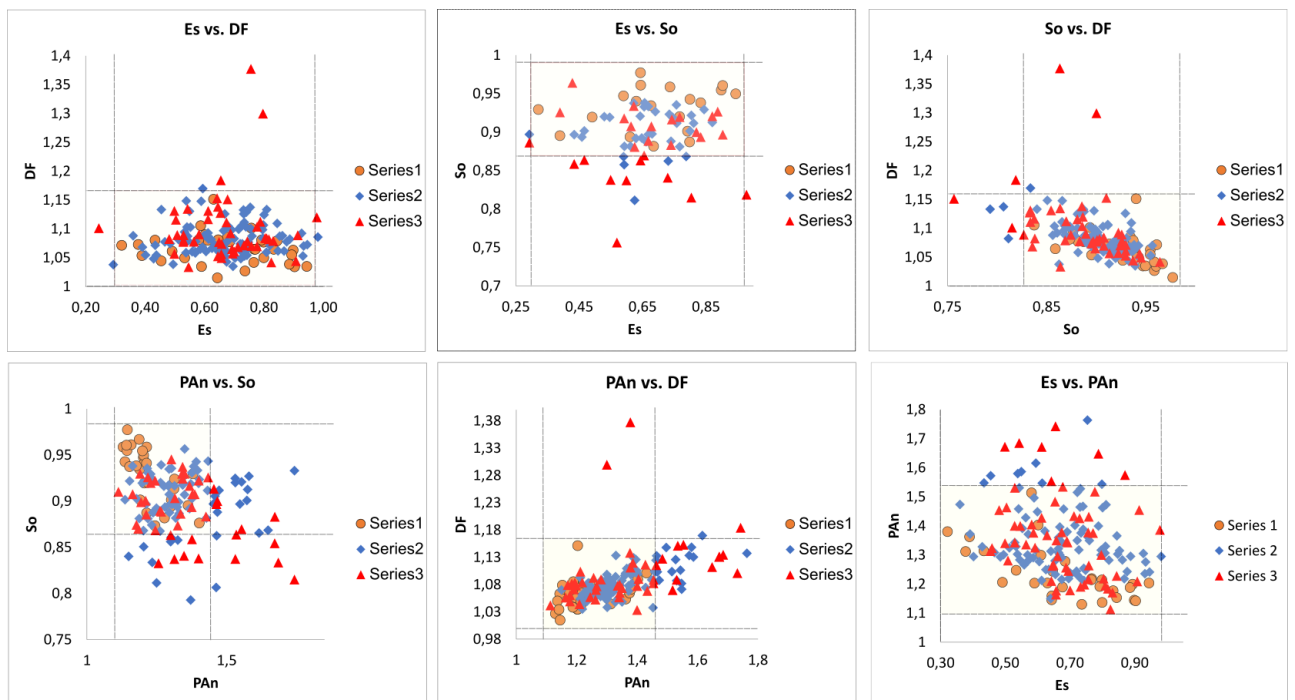 Es vs. DF
1,4
1,35
1,3
1,25
1,2
1,15
1,1
1,05
1
DF
0,20 0,40 0,60 0,80 1,00
Es
Series1
Series2
Series3
Es vs. So
1
0,95
0,9
0,85
0,8
0,75
0,7
So
0,25 0,45 0,65 0,85
Es
Series1
Series2
Series3
So vs. DF
1,4
1,35
1,3
1,25
1,2
1,15
1,1
1,05
1
DF
0,75 0,85 0,95
So
Series1
Series2
Series3
PAn vs. So
1
0,95
0,9
0,85
0,8
0,75
So
1 1,5
PAn
Series1
Series2
Series3
PAn vs. DF
1,38
1,33
1,28
1,23
1,18
1,13
1,08
1,03
0,98
DF
1 1,2 1,4 1,6 1,8
PAn
Series1
Series2
Series3
Es vs. PAn
1,8
1,7
1,6
1,5
1,4
1,3
1,2
1,1
1
PAn
0,30 0,50 0,70 0,90
Es
Series 1
Series 2
Series 3